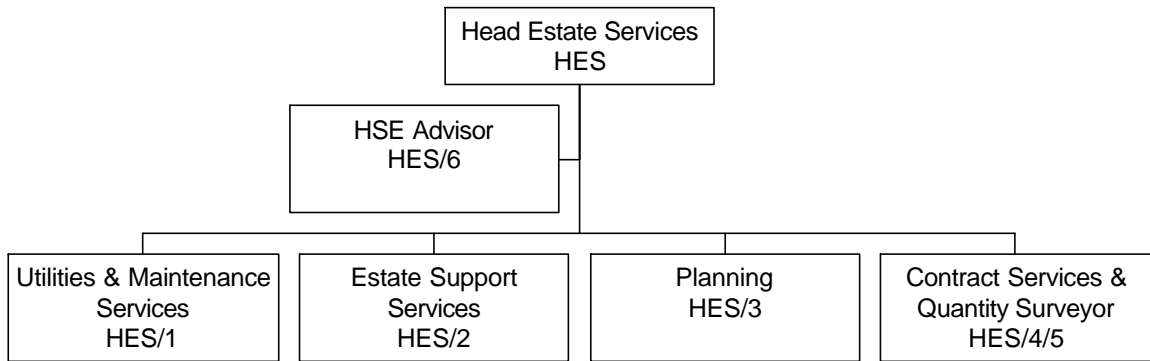 Head Estate Services
HES
HSE Advisor
HES/6
Utilities & Maintenance
Services
HES/1
Estate Support
Services
HES/2
Planning
HES/3
Contract Services &
Quantity Surveyor
HES/4/5